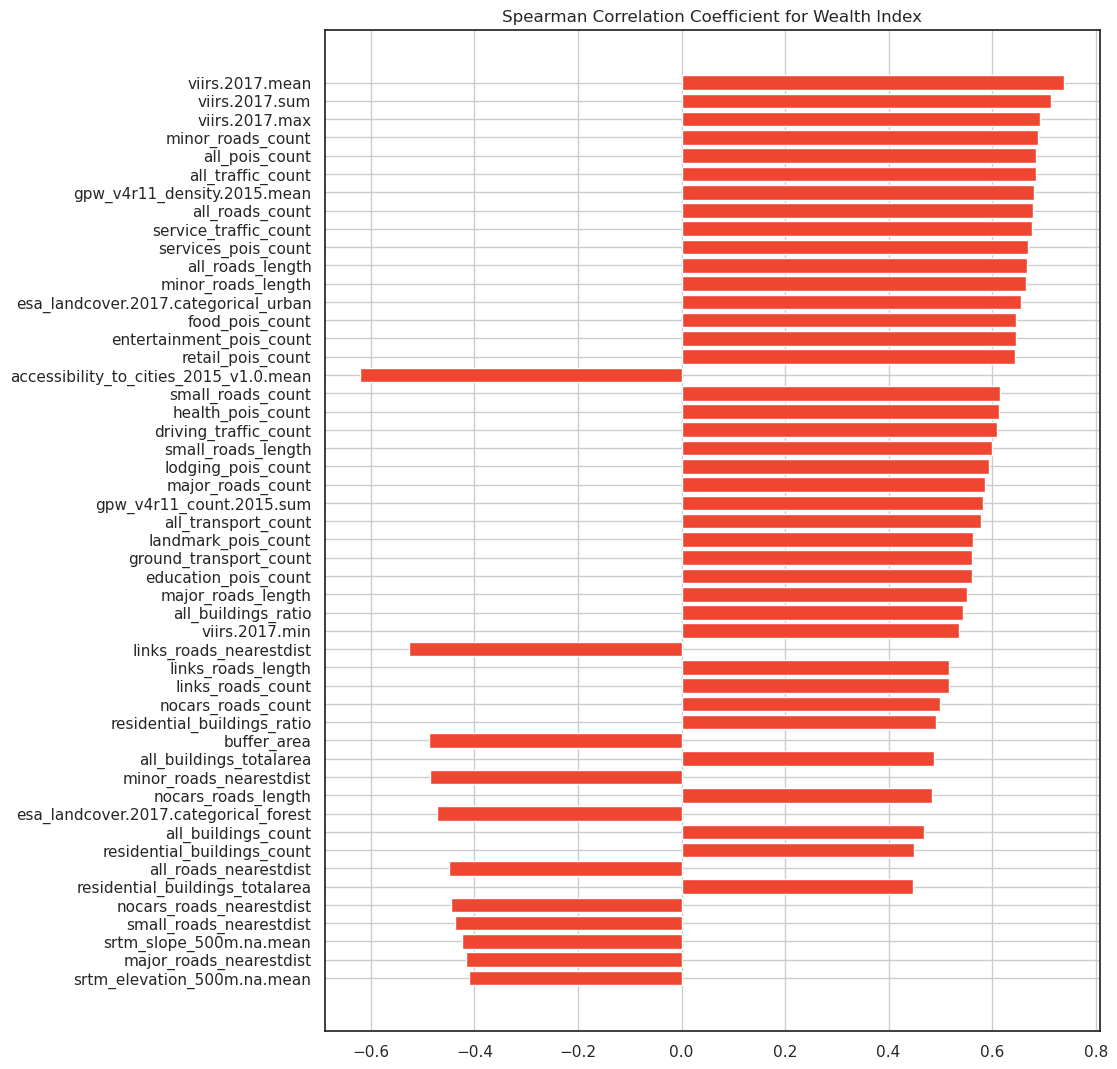 Spearman Correlation Coefficient for Wealth Index
viirs.2017.mean
viirs.2017.sum
viirs.2017.max
minor_roads_count
all_pois_count
all_traffic_count
gpw_v4r11_density.2015.mean
all_roads_count
service_traffic_count
services_pois_count
all_roads_length
minor_roads_length
esa_landcover.2017.categorical_urban
food_pois_count
entertainment_pois_count
retail_pois_count
accessibility_to_cities_2015_v1.0.mean
small_roads_count
health_pois_count
driving_traffic_count
small_roads_length
lodging_pois_count
major_roads_count
gpw_v4r11_count.2015.sum
all_transport_count
landmark_pois_count
ground_transport_count
education_pois_count
major_roads_length
all_buildings_ratio
viirs.2017.min
links_roads_nearestdist
links_roads_length
links_roads_count
nocars_roads_count
residential_buildings_ratio
buffer_area
all_buildings_totalarea
minor_roads_nearestdist
nocars_roads_length
esa_landcover.2017.categorical_forest
all_buildings_count
residential_buildings_count
all_roads_nearestdist
residential_buildings_totalarea
nocars_roads_nearestdist
small_roads_nearestdist
srtm_slope_500m.na.mean
major_roads_nearestdist
srtm_elevation_500m.na.mean
−0.6 −0.4 −0.2 0.0 0.2 0.4 0.6 0.8